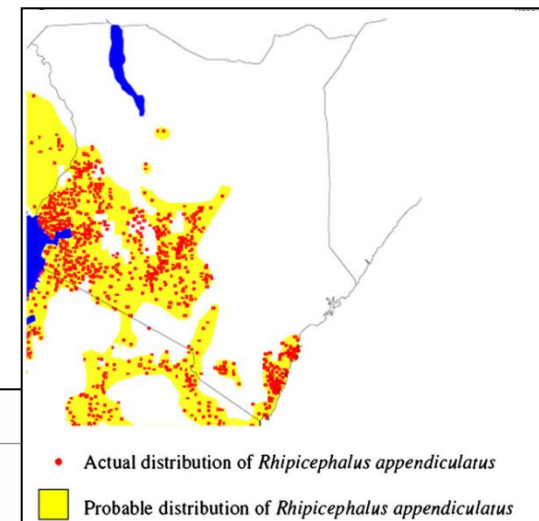 Actual distribution of Rhipicephalus appendiculatus
Probable distribution of Rhipicephalus appendiculatus